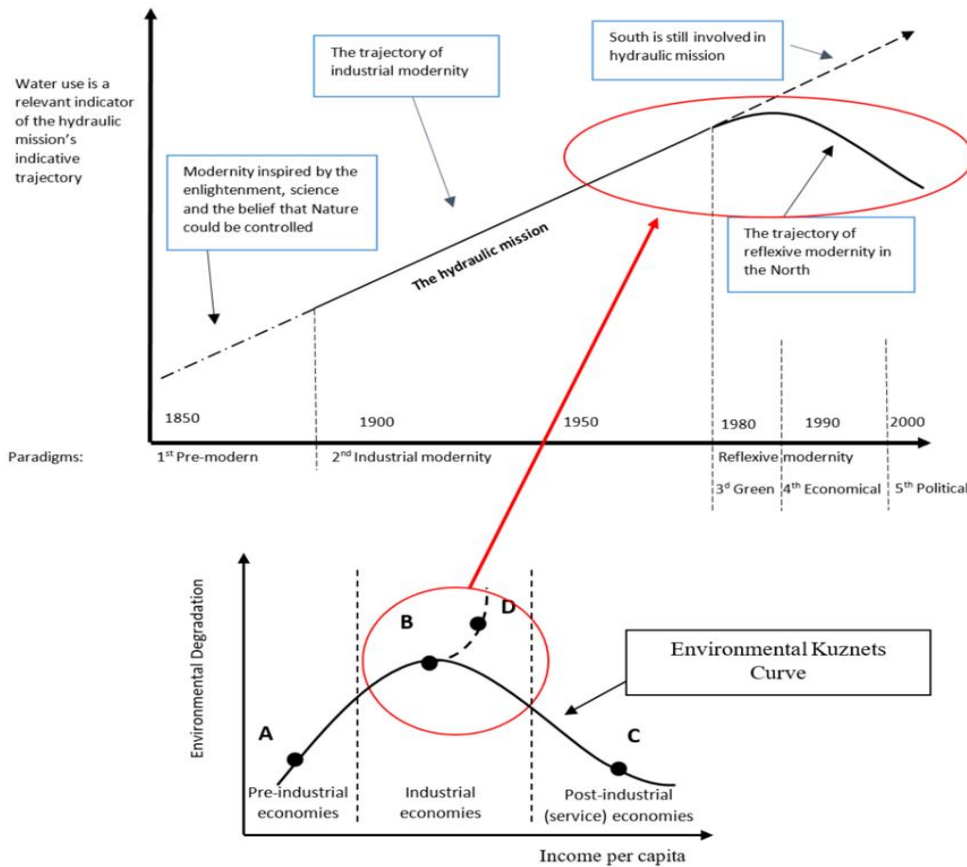 Water use is a
relevant indicator
of the hydraulic
mission's
indicative
trajectory
The trajectory of
industrial modernity
South is still involved in
hydraulic mission
Modernity inspired by the
enlightenment, science
and the belief that Nature
could be controlled
The hydraulic mission
The trajectory of
reflexive modernity in
the North
1850
1900
1950
1980
1990
2000
Paradigms:
1st Pre-modern
2nd Industrial modernity
Reflexive modernity
3d Green
4th Economical
5th Political
Environmental Degradation
A
B
D
C
Environmental Kuznets
Curve
Pre-industrial
economies
Industrial
economies
Post-industrial
(service) economies
Income per capita